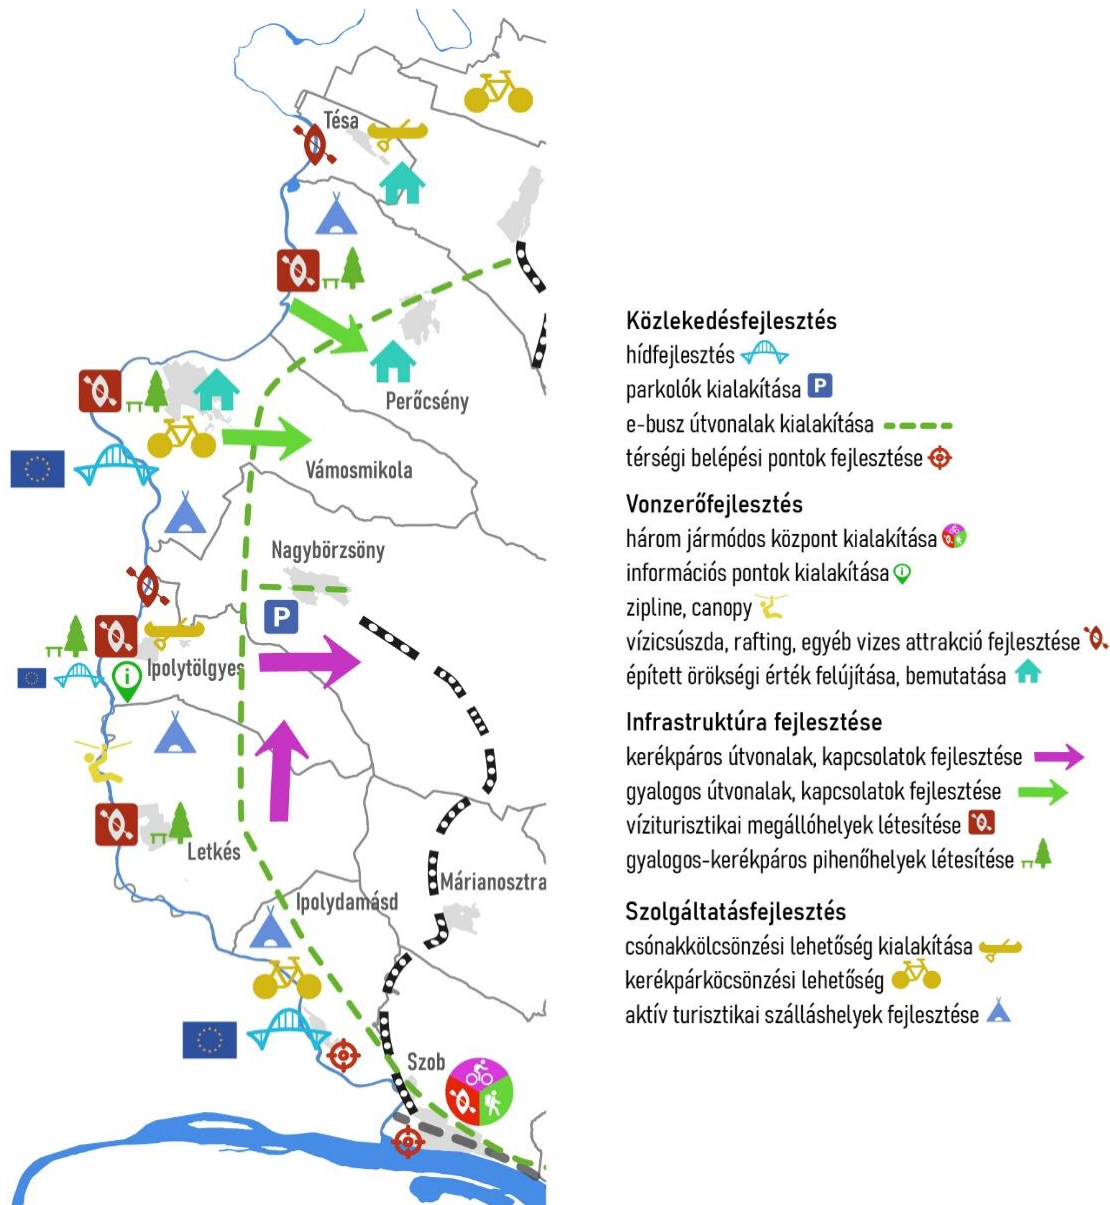 Tésa
Perőcsény
Vámosmikola
Nagybörzsöny
P
i
Ipolytölgyes
Letkés
Ipolydamásd
Márianosztra
Szob
Közlekedésfejlesztés
hídfejlesztés
parkolók kialakítása P
e-busz útvonalak kialakítása
térségi belépési pontok fejlesztése
Vonzerőfejlesztés
három jármódos központ kialakítása
információs pontok kialakítása i
zipline, canopy
vízicsúszda, rafting, egyéb vizes attrakció fejlesztése
épített örökségi érték felújítása, bemutatása
Infrastruktúra fejlesztése
kerékpáros útvonalak, kapcsolatok fejlesztése
gyalogos útvonalak, kapcsolatok fejlesztése
víziturisztikai megállóhelyek létesítése
gyalogos-kerékpáros pihenőhelyek létesítése
Szolgáltatásfejlesztés
csónakkölcsönzési lehetőség kialakítása
kerékpárköcsönzési lehetőség
aktív turisztikai szálláshelyek fejlesztése